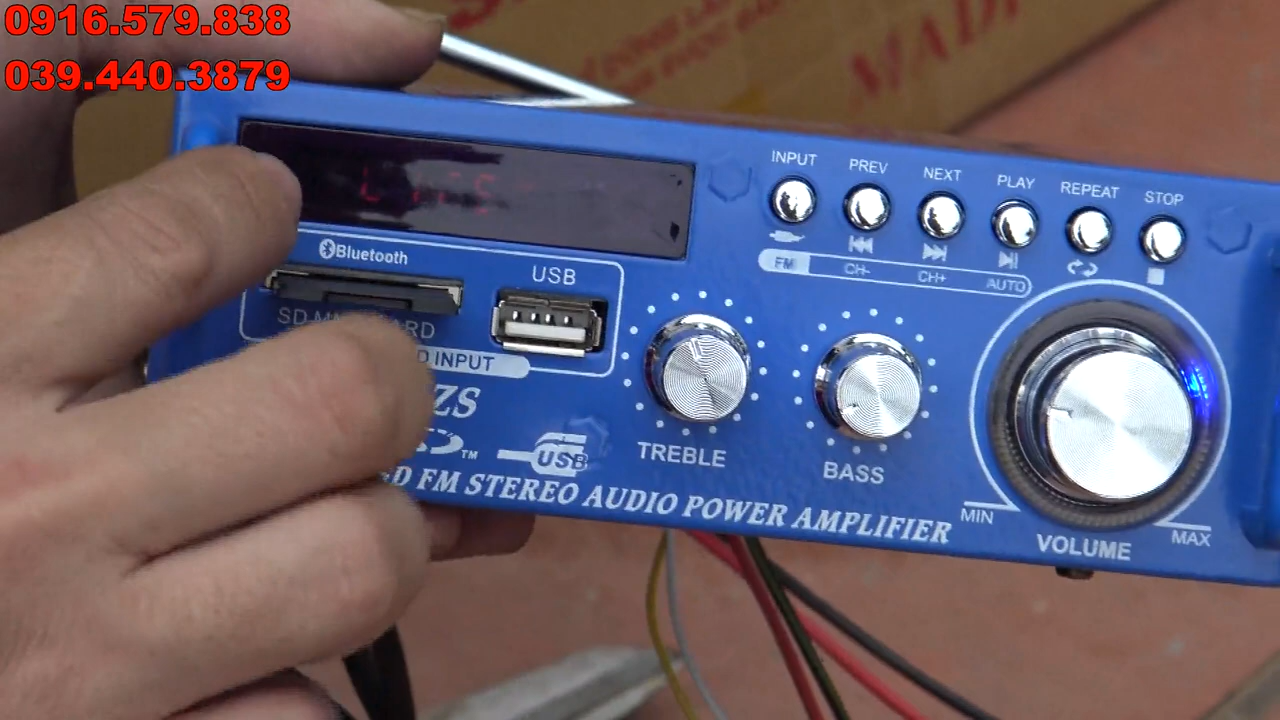 0916.579.838
039.440.3879
INPUT PREV NEXT PLAY REPEAT STOP
FM CH- CH+ AUTO
Bluetooth
USB
SD
INPUT
ZS
TM
USB
FM STEREO AUDIO POWER AMPLIFIER
TREBLE
BASS
MIN
MAX
VOLUME